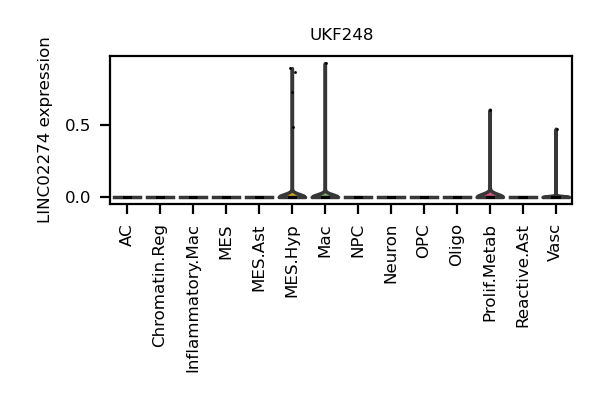 UKF248
LINC02274 expression
0.5
0.0
AC
Chromatin.Reg
Inflammatory.Mac
MES
MES.Ast
MES.Hyp
Mac
NPC
Neuron
OPC
Oligo
Prolif.Metab
Reactive.Ast
Vasc